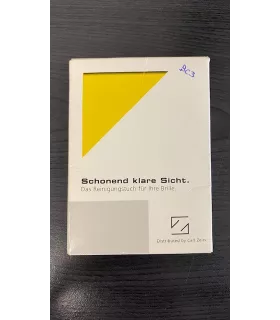 Schonend klare Sicht.
Das Reinigungstuch für Ihre Brille.
Distributed by Carl Zeiss